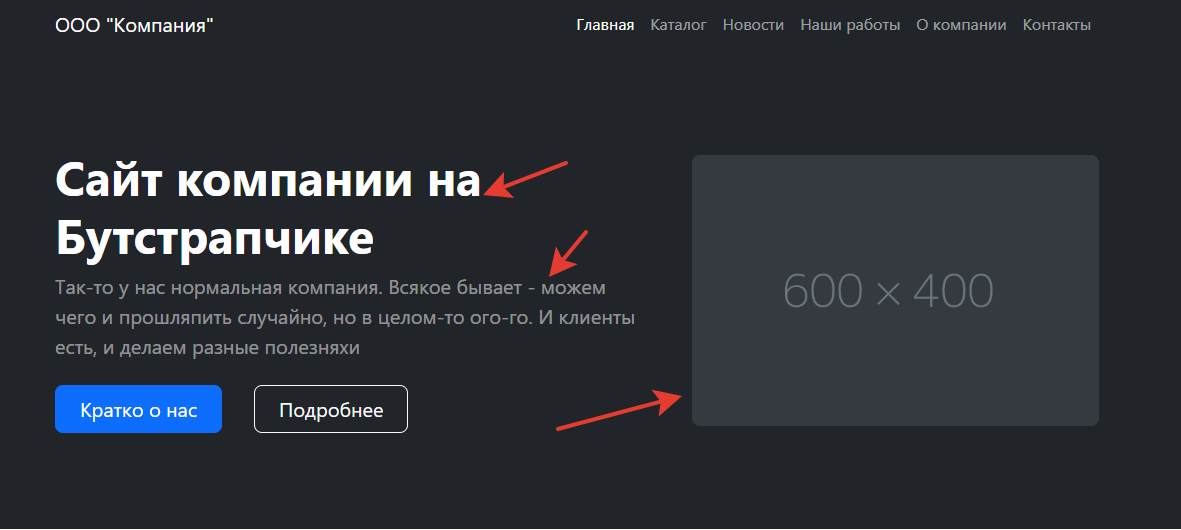 ООО "Компания"
Главная Каталог Новости Наши работы О компании Контакты
Сайт компании на
Бутстрапчике
Так-то у нас нормальная компания. Всякое бывает - можем
чего и прошляпить случайно, но в целом-то ого-го. И клиенты
есть, и делаем разные полезняхи
Кратко о нас
Подробнее
600 × 400